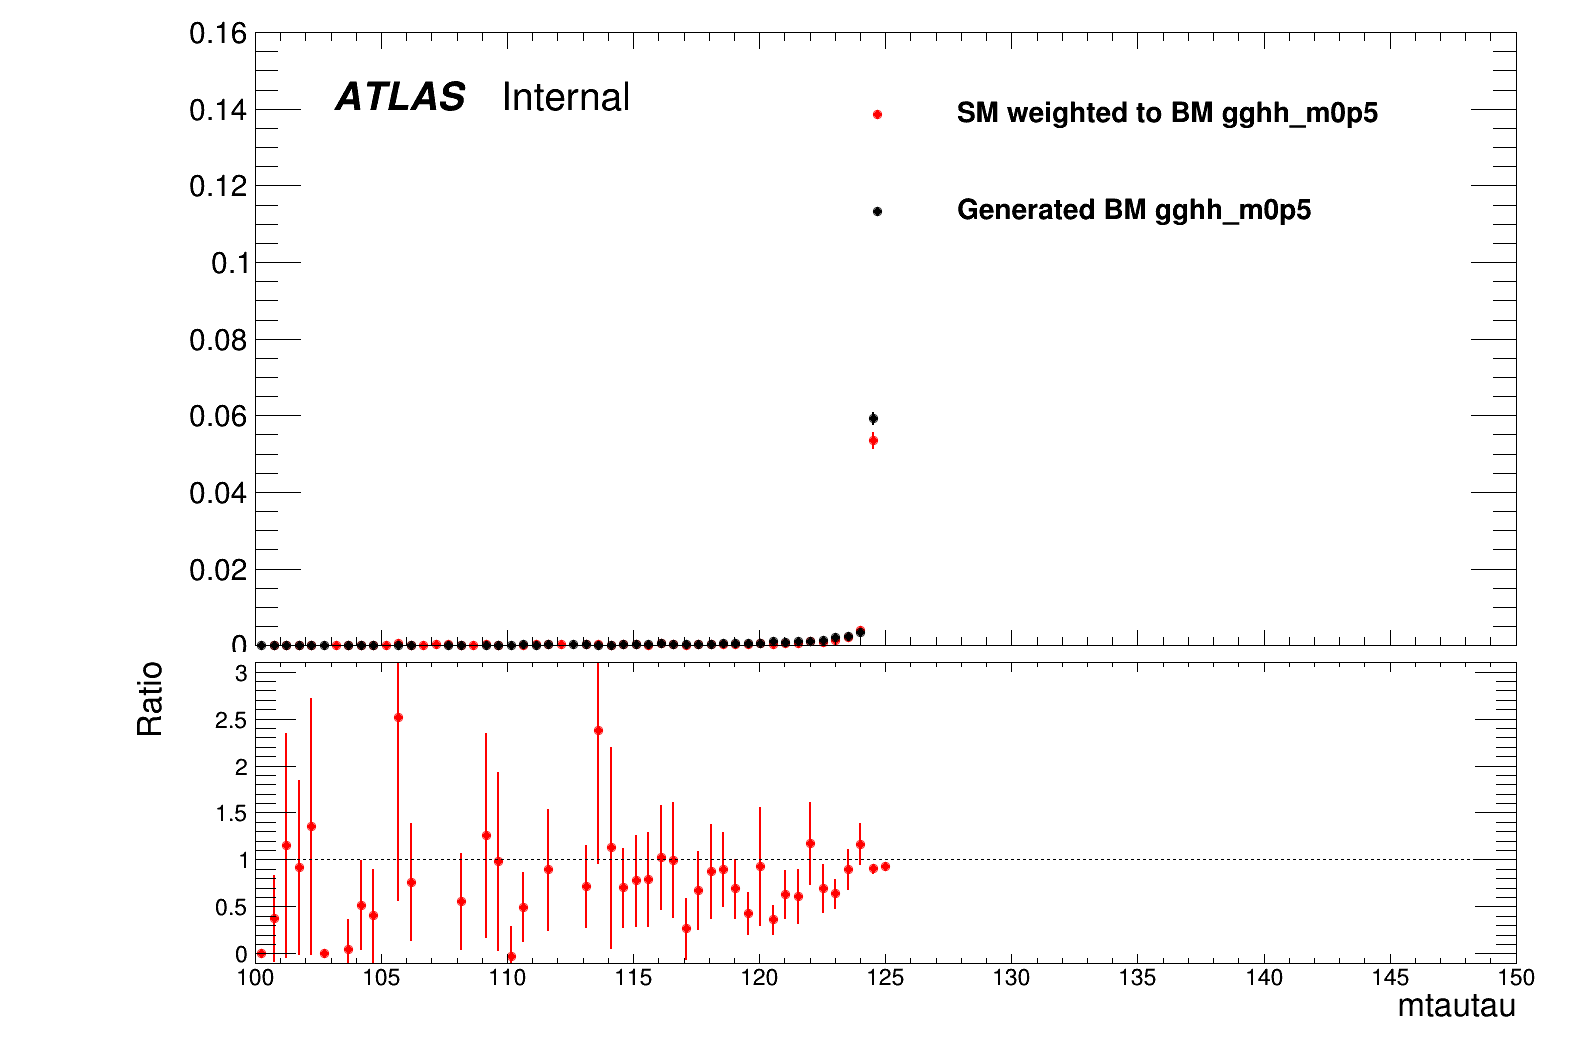 0.16
ATLAS Internal
0.14
SM weighted to BM gghh_m0p5
0.12
Generated BM gghh_m0p5
0.1
0.08
0.06
0.04
0.02
0
Ratio
3
2.5
2
1.5
1
0.5
0
100 105 110 115 120 125 130 135 140 145 150
mtautau